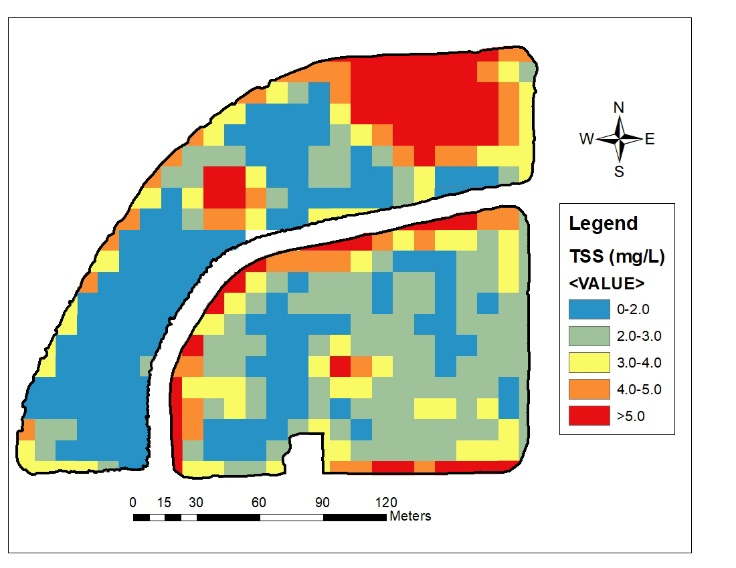 N
W E
S
Legend
TSS (mg/L)
<VALUE>
0-2.0
2.0-3.0
3.0-4.0
4.0-5.0
>5.0
0 15 30 60 90 120
Meters